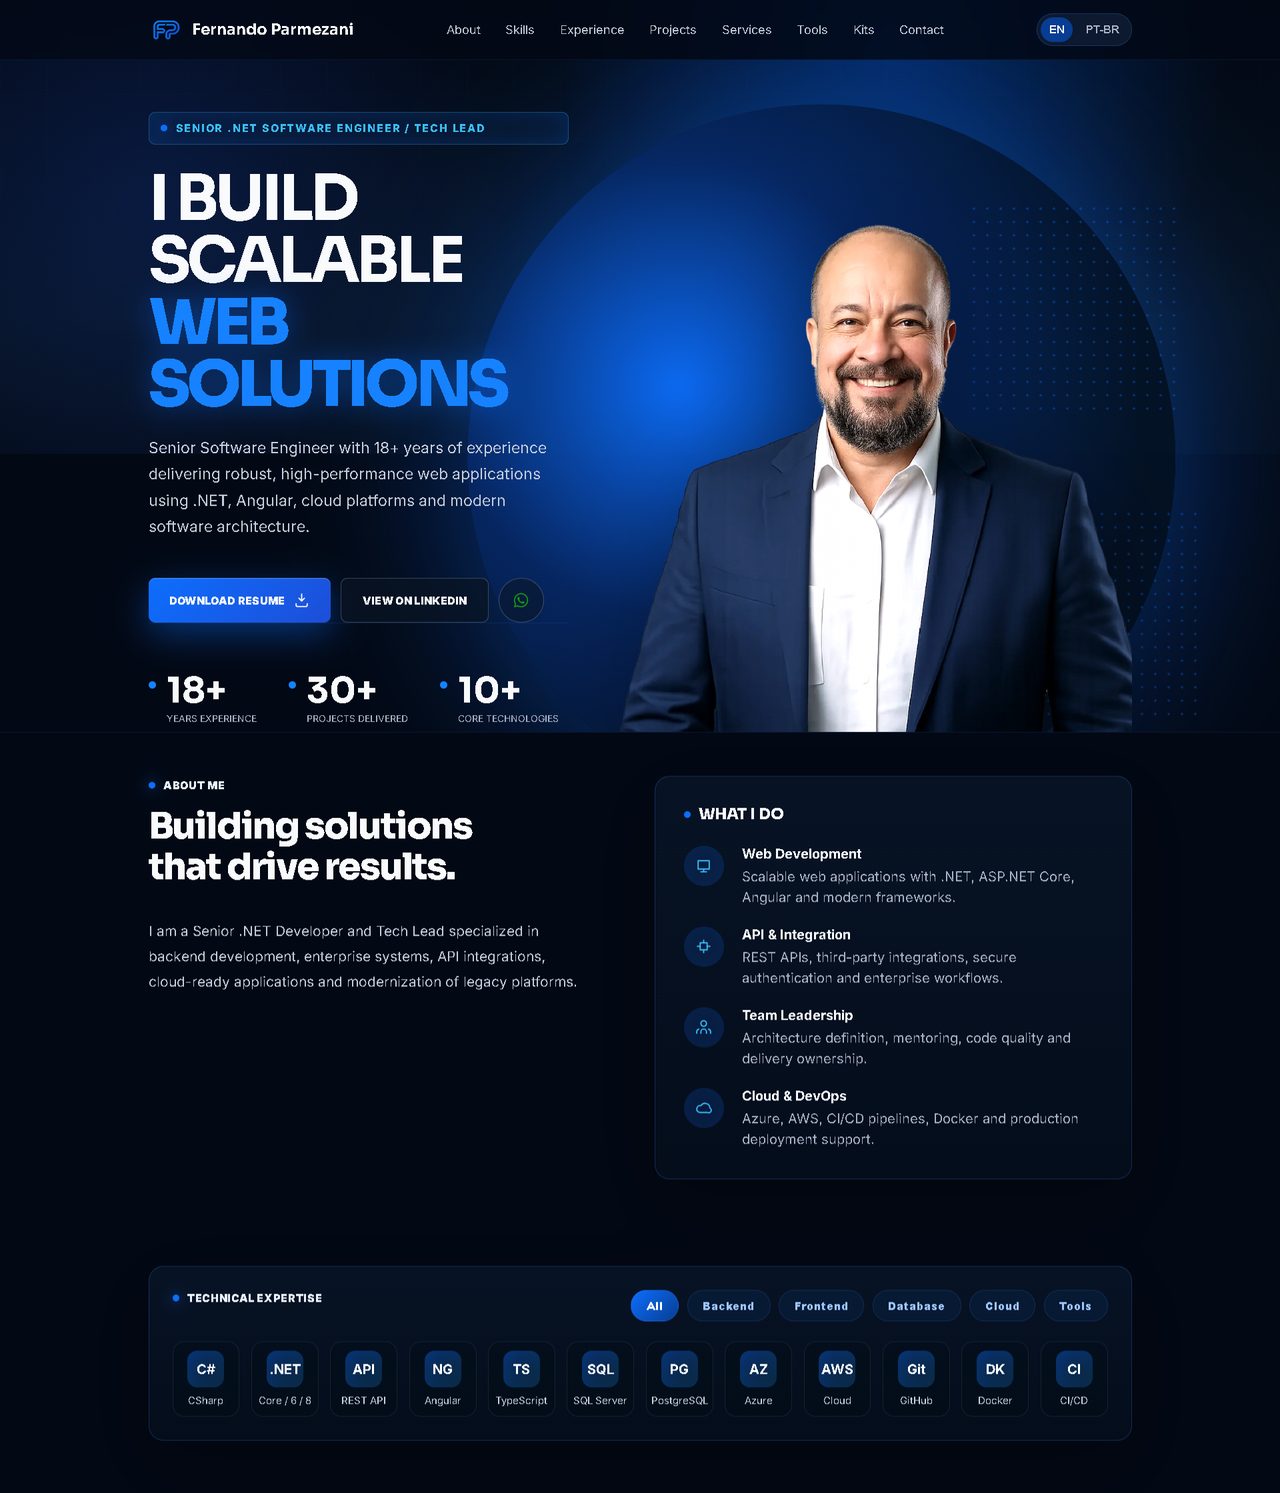 FP Fernando Parmezani
About Skills Experience Projects Services Tools Kits Contact
EN PT-BR
SENIOR .NET SOFTWARE ENGINEER / TECH LEAD
I BUILD
SCALABLE
WEB
SOLUTIONS
Senior Software Engineer with 18+ years of experience
delivering robust, high-performance web applications
using .NET, Angular, cloud platforms and modern
software architecture.
DOWNLOAD RESUME
VIEW ON LINKEDIN
18+
YEARS EXPERIENCE
30+
PROJECTS DELIVERED
10+
CORE TECHNOLOGIES
ABOUT ME
Building solutions
that drive results.
I am a Senior .NET Developer and Tech Lead specialized in
backend development, enterprise systems, API integrations,
cloud-ready applications and modernization of legacy platforms.
WHAT I DO
Web Development
Scalable web applications with .NET, ASP.NET Core,
Angular and modern frameworks.
API & Integration
REST APIs, third-party integrations, secure
authentication and enterprise workflows.
Team Leadership
Architecture definition, mentoring, code quality and
delivery ownership.
Cloud & DevOps
Azure, AWS, CI/CD pipelines, Docker and production
deployment support.
TECHNICAL EXPERTISE
All Backend Frontend Database Cloud Tools
C#
CSharp
.NET
Core / 6 / 8
API
REST API
NG
Angular
TS
TypeScript
SQL
SQL Server
PG
PostgreSQL
AZ
Azure
AWS
Cloud
Git
GitHub
DK
Docker
CI
CI/CD